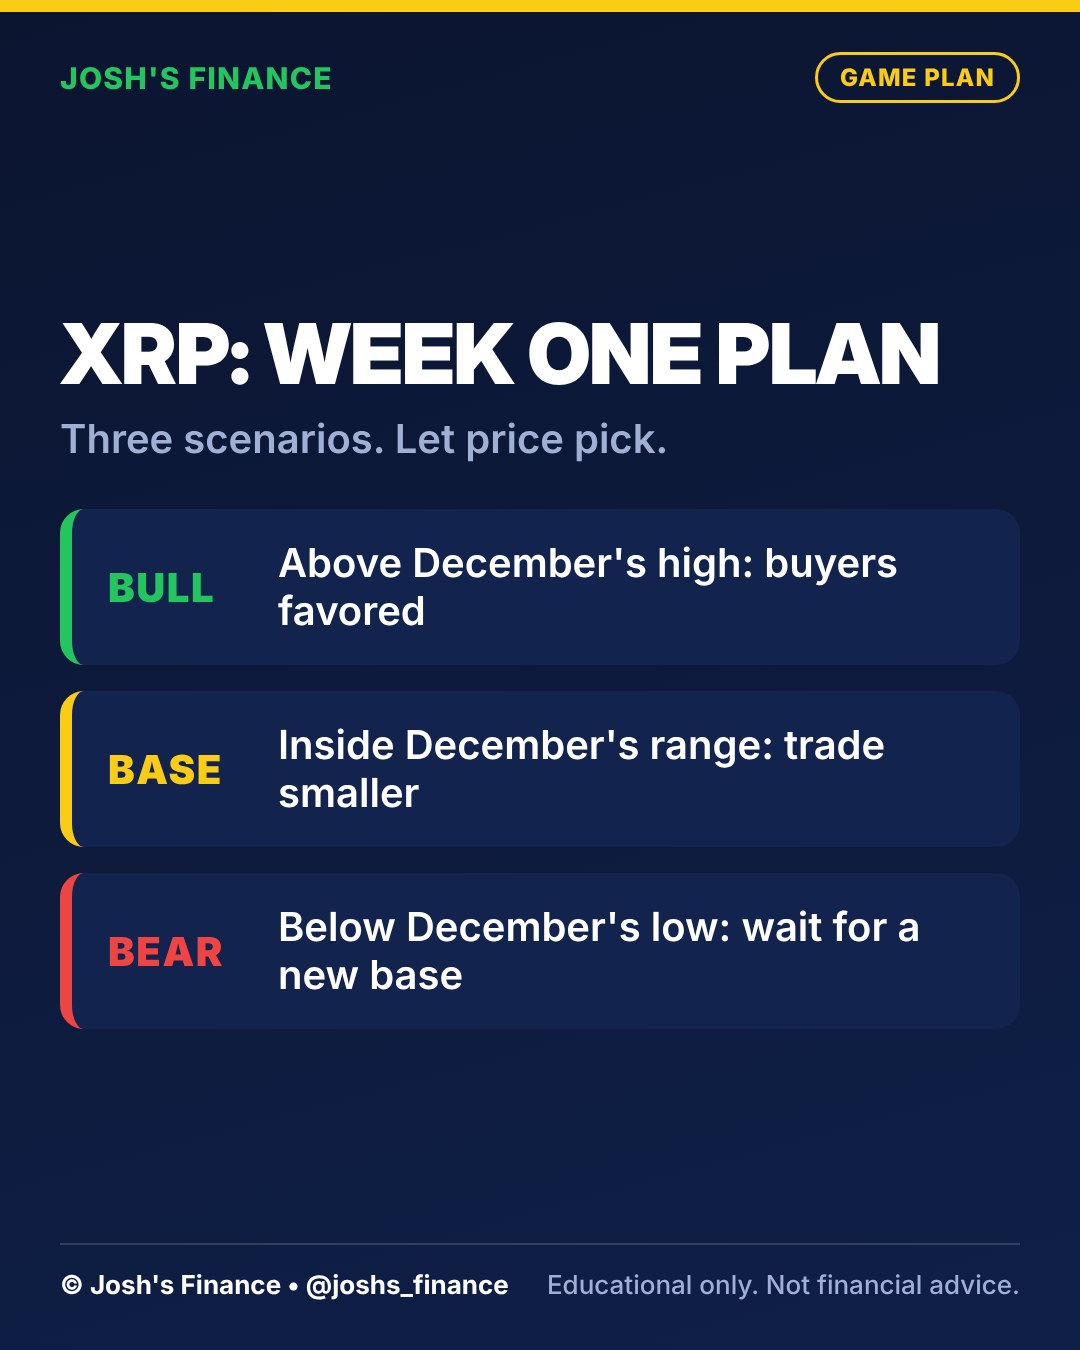 JOSH'S FINANCE
GAME PLAN
XRP: WEEK ONE PLAN
Three scenarios. Let price pick.
BULL
Above December's high: buyers
favored
BASE
Inside December's range: trade
smaller
BEAR
Below December's low: wait for a
new base
© Josh's Finance • @joshs_finance
Educational only. Not financial advice.